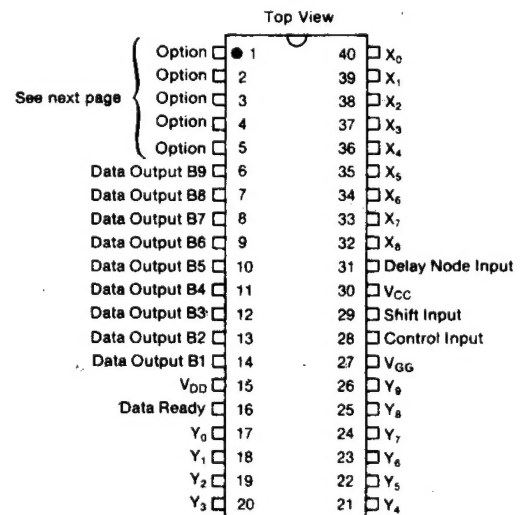 Top View
Option 1 40 X₀
Option 2 39 X₁
See next page Option 3 38 X₂
Option 4 37 X₃
Option 5 36 X₄
Data Output B9 6 35 X₅
Data Output B8 7 34 X₆
Data Output B7 8 33 X₇
Data Output B6 9 32 X₈
Data Output B5 10 31 Delay Node Input
Data Output B4 11 30 VCC
Data Output B3 12 29 Shift Input
Data Output B2 13 28 Control Input
Data Output B1 14 27 VGG
VDD 15 26 Y₉
Data Ready 16 25 Y₈
Y₀ 17 24 Y₇
Y₁ 18 23 Y₆
Y₂ 19 22 Y₅
Y₃ 20 21 Y₄